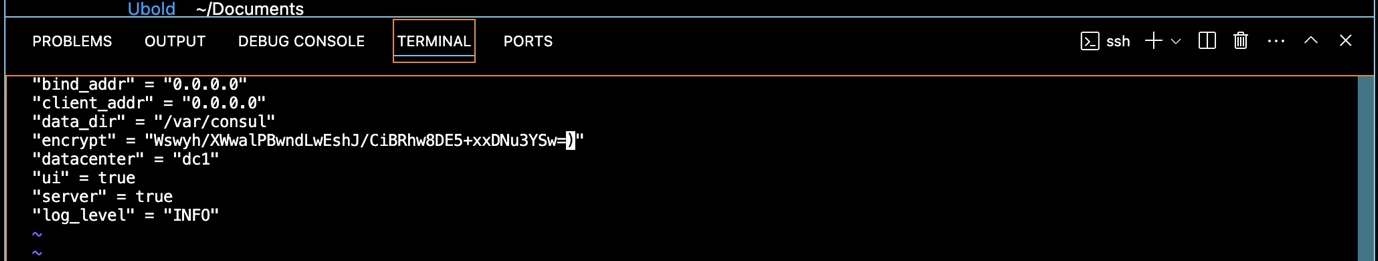 Ubold ~/Documents
PROBLEMS OUTPUT DEBUG CONSOLE TERMINAL PORTS ssh
"bind_addr" = "0.0.0.0"
"client_addr" = "0.0.0.0"
"data_dir" = "/var/consul"
"encrypt" = "Wswyh/XWwalPBwndLwEshJ/CiBRhw8DE5+xxDNu3YSw=)"
"datacenter" = "dc1"
"ui" = true
"server" = true
"log_level" = "INFO"
~
~